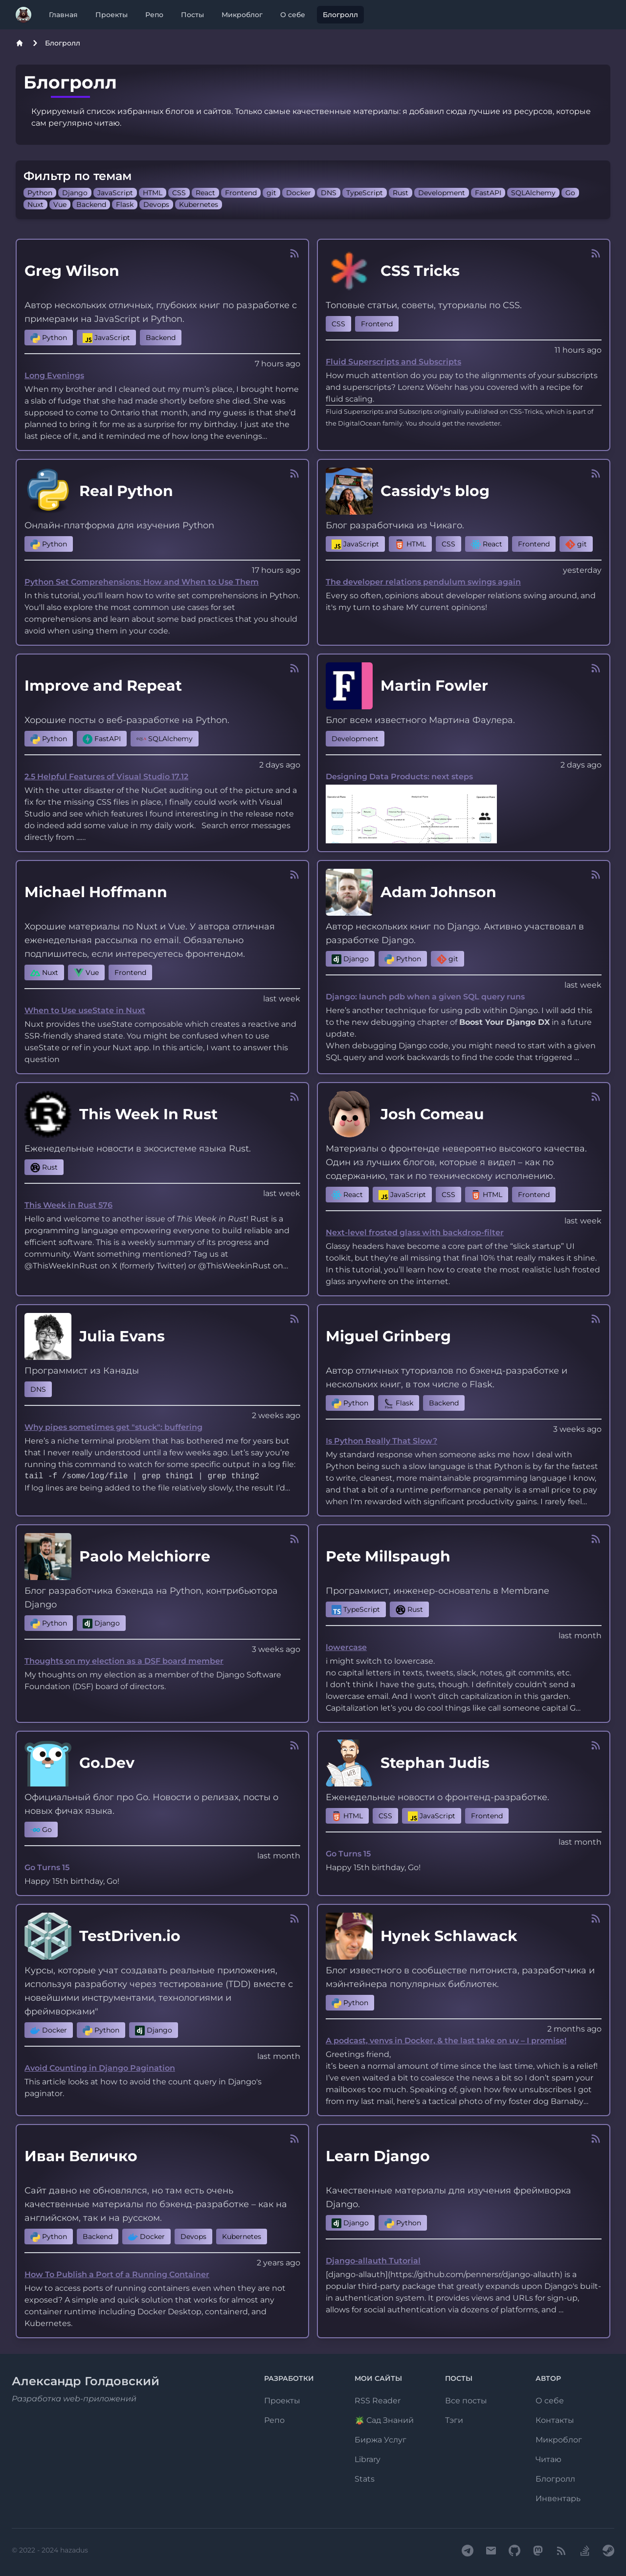 Главная Проекты Репо Посты Микроблог О себе Блогролл
Блогролл
Блогролл
Курируемый список избранных блогов и сайтов. Только самые качественные материалы: я добавил сюда лучшие из ресурсов, которые
сам регулярно читаю.
Фильтр по темам
Python Django JavaScript HTML CSS React Frontend git Docker DNS TypeScript Rust Development FastAPI SQLAlchemy Go
Nuxt Vue Backend Flask Devops Kubernetes
Greg Wilson
Автор нескольких отличных, глубоких книг по разработке с
примерами на JavaScript и Python.
Python JavaScript Backend
7 hours ago
Long Evenings
When my brother and I cleaned out my mum’s place, I brought home
a slab of fudge that she had made shortly before she died. She was
supposed to come to Ontario that month, and my guess is that she’d
planned to bring it for me as a surprise for my birthday. I just ate the
last piece of it, and it reminded me of how long the evenings…
CSS Tricks
Топовые статьи, советы, туториалы по CSS.
CSS Frontend
11 hours ago
Fluid Superscripts and Subscripts
How much attention do you pay to the alignments of your subscripts
and superscripts? Lorenz Wöehr has you covered with a recipe for
fluid scaling.
Fluid Superscripts and Subscripts originally published on CSS-Tricks, which is part of
the DigitalOcean family. You should get the newsletter.
Real Python
Онлайн-платформа для изучения Python
Python
17 hours ago
Python Set Comprehensions: How and When to Use Them
In this tutorial, you'll learn how to write set comprehensions in Python.
You'll also explore the most common use cases for set
comprehensions and learn about some bad practices that you should
avoid when using them in your code.
Cassidy's blog
Блог разработчика из Чикаго.
JavaScript HTML CSS React Frontend git
yesterday
The developer relations pendulum swings again
Every so often, opinions about developer relations swing around, and
it's my turn to share MY current opinions!
Improve and Repeat
Хорошие посты о веб-разработке на Python.
Python FastAPI SQLAlchemy
2 days ago
2.5 Helpful Features of Visual Studio 17.12
With the utter disaster of the NuGet auditing out of the picture and a
fix for the missing CSS files in place, I finally could work with Visual
Studio and see which features I found interesting in the release note
do indeed add some value in my daily work. Search error messages
directly from ......
Martin Fowler
Блог всем известного Мартина Фаулера.
Development
2 days ago
Designing Data Products: next steps
Michael Hoffmann
Хорошие материалы по Nuxt и Vue. У автора отличная
еженедельная рассылка по email. Обязательно
подпишитесь, если интересуетесь фронтендом.
Nuxt Vue Frontend
last week
When to Use useState in Nuxt
Nuxt provides the useState composable which creates a reactive and
SSR-friendly shared state. You might be confused when to use
useState or ref in your Nuxt app. In this article, I want to answer this
question
Adam Johnson
Автор нескольких книг по Django. Активно участвовал в
разработке Django.
Django Python git
last week
Django: launch pdb when a given SQL query runs
Here’s another technique for using pdb within Django. I will add this
to the new debugging chapter of Boost Your Django DX in a future
update.
When debugging Django code, you might need to start with a given
SQL query and work backwards to find the code that triggered …
This Week In Rust
Еженедельные новости в экосистеме языка Rust.
Rust
last week
This Week in Rust 576
Hello and welcome to another issue of This Week in Rust! Rust is a
programming language empowering everyone to build reliable and
efficient software. This is a weekly summary of its progress and
community. Want something mentioned? Tag us at
@ThisWeekInRust on X (formerly Twitter) or @ThisWeekinRust on…
Josh Comeau
Материалы о фронтенде невероятно высокого качества.
Один из лучших блогов, которые я видел – как по
содержанию, так и по техническому исполнению.
React JavaScript CSS HTML Frontend
last week
Next-level frosted glass with backdrop-filter
Glassy headers have become a core part of the “slick startup” UI
toolkit, but they’re all missing that final 10% that really makes it shine.
In this tutorial, you’ll learn how to create the most realistic lush frosted
glass anywhere on the internet.
Julia Evans
Программист из Канады
DNS
2 weeks ago
Why pipes sometimes get "stuck": buffering
Here’s a niche terminal problem that has bothered me for years but
that I never really understood until a few weeks ago. Let’s say you’re
running this command to watch for some specific output in a log file:
tail -f /some/log/file | grep thing1 | grep thing2
If log lines are being added to the file relatively slowly, the result I’d…
Miguel Grinberg
Автор отличных туториалов по бэкенд-разработке и
нескольких книг, в том числе о Flask.
Python Flask Backend
3 weeks ago
Is Python Really That Slow?
My standard response when someone asks me how I deal with
Python being such a slow language is that Python is by far the fastest
to write, cleanest, more maintainable programming language I know,
and that a bit of a runtime performance penalty is a small price to pay
when I'm rewarded with significant productivity gains. I rarely feel…
Paolo Melchiorre
Блог разработчика бэкенда на Python, контрибьютора
Django
Python Django
3 weeks ago
Thoughts on my election as a DSF board member
My thoughts on my election as a member of the Django Software
Foundation (DSF) board of directors.
Pete Millspaugh
Программист, инженер-основатель в Membrane
TypeScript Rust
last month
lowercase
i might switch to lowercase.
no capital letters in texts, tweets, slack, notes, git commits, etc.
I don’t think I have the guts, though. I definitely couldn’t send a
lowercase email. And I won’t ditch capitalization in this garden.
Capitalization let’s you do cool things like call someone capital G…
Go.Dev
Официальный блог про Go. Новости о релизах, посты о
новых фичах языка.
Go
last month
Go Turns 15
Happy 15th birthday, Go!
Stephan Judis
WEB
Еженедельные новости о фронтенд-разработке.
HTML CSS JavaScript Frontend
last month
Go Turns 15
Happy 15th birthday, Go!
TestDriven.io
Курсы, которые учат создавать реальные приложения,
используя разработку через тестирование (TDD) вместе с
новейшими инструментами, технологиями и
фреймворками"
Docker Python Django
last month
Avoid Counting in Django Pagination
This article looks at how to avoid the count query in Django's
paginator.
Hynek Schlawack
Блог известного в сообществе питониста, разработчика и
мэйнтейнера популярных библиотек.
Python
2 months ago
A podcast, venvs in Docker, & the last take on uv – I promise!
Greetings friend,
it’s been a normal amount of time since the last time, which is a relief!
I’ve even waited a bit to coalesce the news a bit so I don’t spam your
mailboxes too much. Speaking of, given how few unsubscribes I got
from my last mail, here’s a tactical photo of my foster dog Barnaby…
Иван Величко
Сайт давно не обновлялся, но там есть очень
качественные материалы по бэкенд-разработке – как на
английском, так и на русском.
Python Backend Docker Devops Kubernetes
2 years ago
How To Publish a Port of a Running Container
How to access ports of running containers even when they are not
exposed? A simple and quick solution that works for almost any
container runtime including Docker Desktop, containerd, and
Kubernetes.
Learn Django
Качественные материалы для изучения фреймворка
Django.
Django Python
Django-allauth Tutorial
[django-allauth](https://github.com/pennersr/django-allauth) is a
popular third-party package that greatly expands upon Django's built-
in authentication system. It provides views and URLs for sign-up,
allows for social authentication via dozens of platforms, and …
Александр Голдовский
Разработка web-приложений
РАЗРАБОТКИ
Проекты
Репо
МОИ САЙТЫ
RSS Reader
🪴 Сад Знаний
Биржа Услуг
Library
Stats
ПОСТЫ
Все посты
Тэги
АВТОР
О себе
Контакты
Микроблог
Читаю
Блогролл
Инвентарь
© 2022 - 2024 hazadus